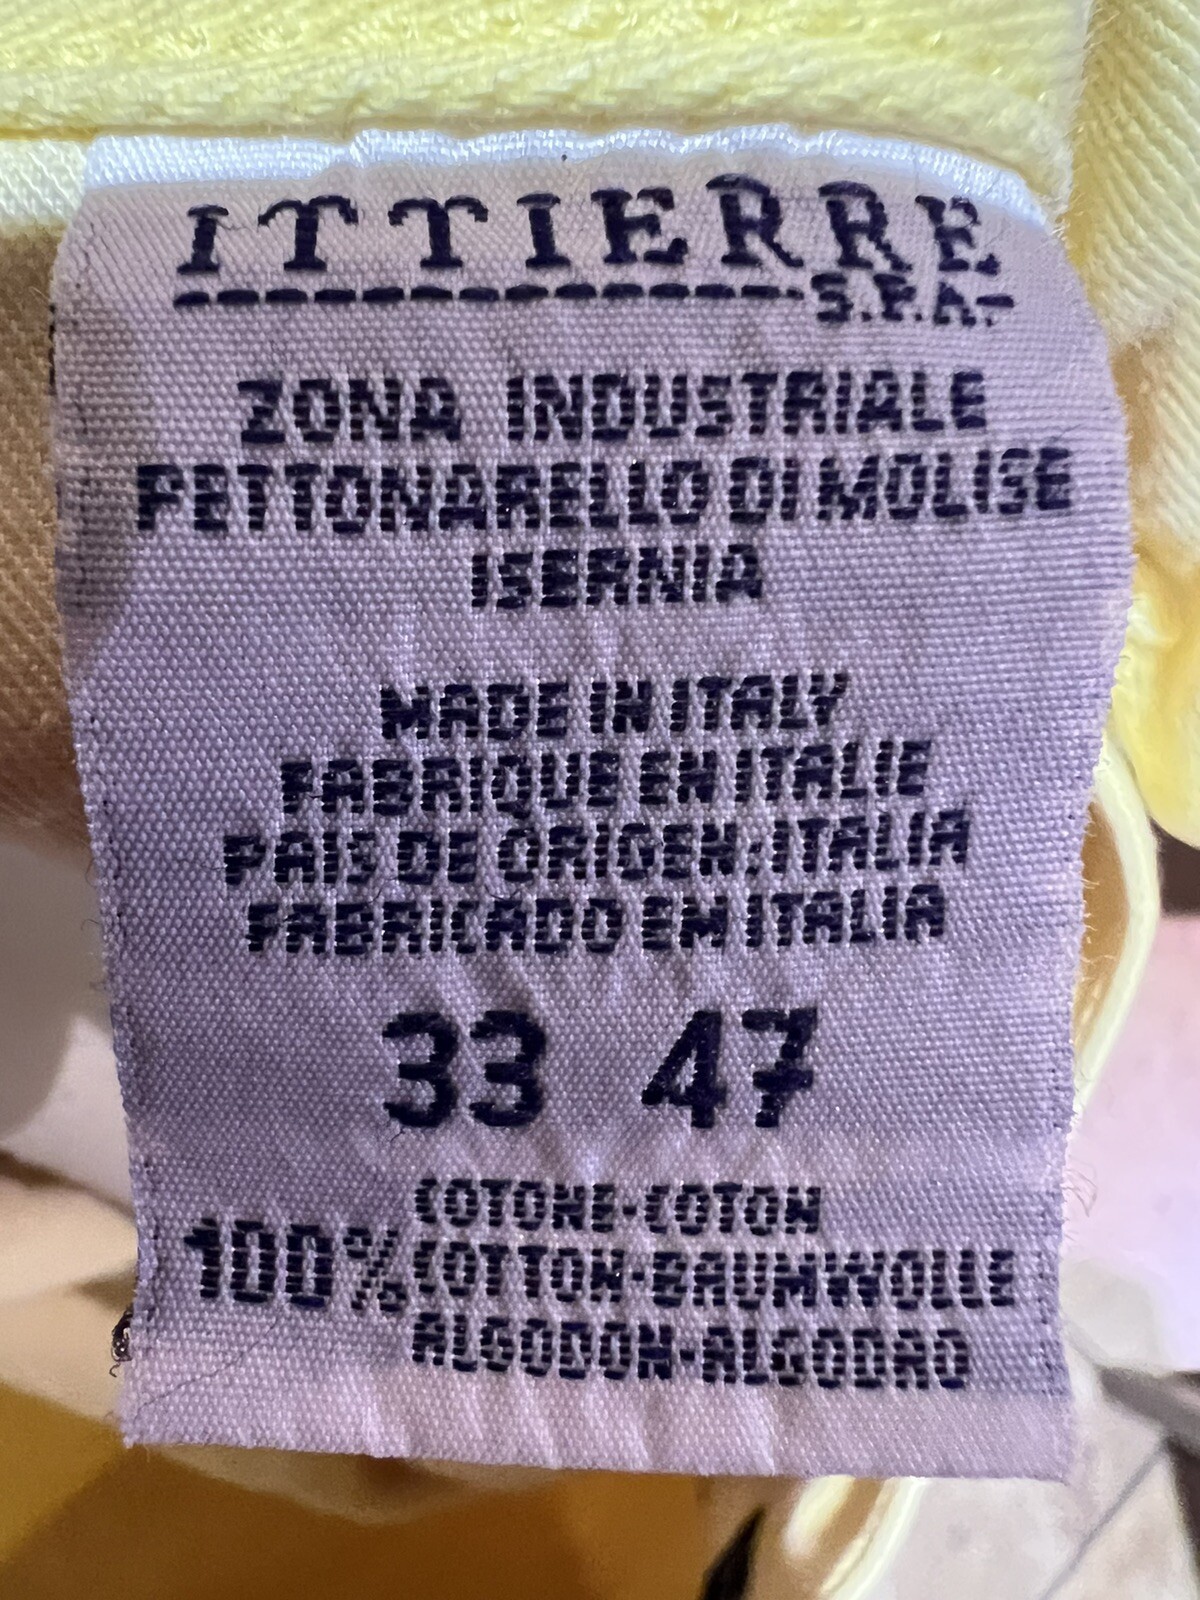 ITTIERRE
S.P.A.
ZONA INDUSTRIALE
PETTONARELLO DI MOLISE
ISERNIA
MADE IN ITALY
FABRIQUE EN ITALIE
PAIS DE ORIGEN:ITALIA
FABRICADO EM ITALIA
33 47
100% COTONE-COTON
COTTON-BAUMWOLLE
ALGODON-ALGODAO